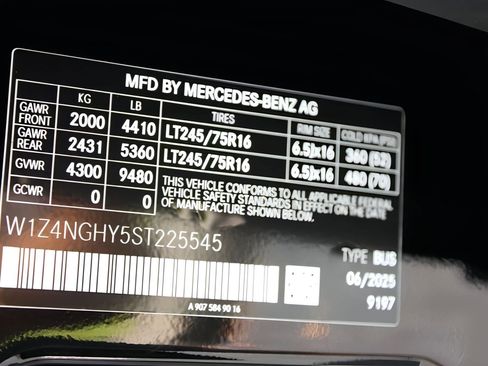 MFD BY MERCEDES-BENZ AG
KG LB TIRES RIM SIZE COLD KPA (PSI)
GAWR FRONT 2000 4410 LT245/75R16 6.5Jx16 360 (52)
GAWR REAR 2431 5360 LT245/75R16 6.5Jx16 480 (70)
GVWR 4300 9480
GCWR 0 0
THIS VEHICLE CONFORMS TO ALL APPLICABLE FEDERAL
VEHICLE SAFETY STANDARDS IN EFFECT ON THE DATE
OF MANUFACTURE SHOWN BELOW.
W1Z4NGHY5ST225545
TYPE BUS
06/2025
9197
A 907 584 90 16